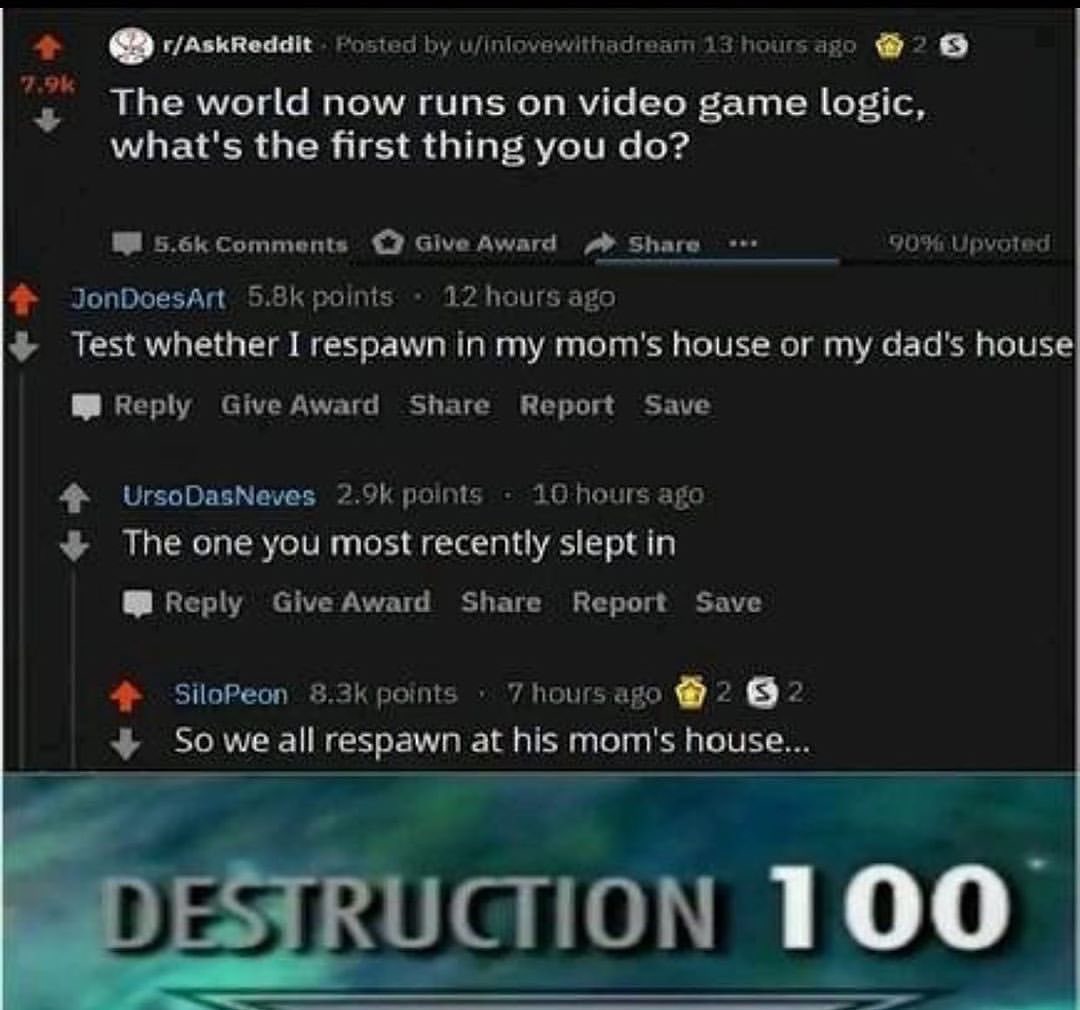 r/AskReddit · Posted by u/inlovewithadream 13 hours ago 2 S
7.9k
The world now runs on video game logic,
what's the first thing you do?
5.6k Comments Give Award Share ··· 90% Upvoted
JonDoesArt 5.8k points · 12 hours ago
Test whether I respawn in my mom's house or my dad's house
Reply Give Award Share Report Save
UrsoDasNeves 2.9k points · 10 hours ago
The one you most recently slept in
Reply Give Award Share Report Save
SiloPeon 8.3k points · 7 hours ago 2 S 2
So we all respawn at his mom's house...
DESTRUCTION 100